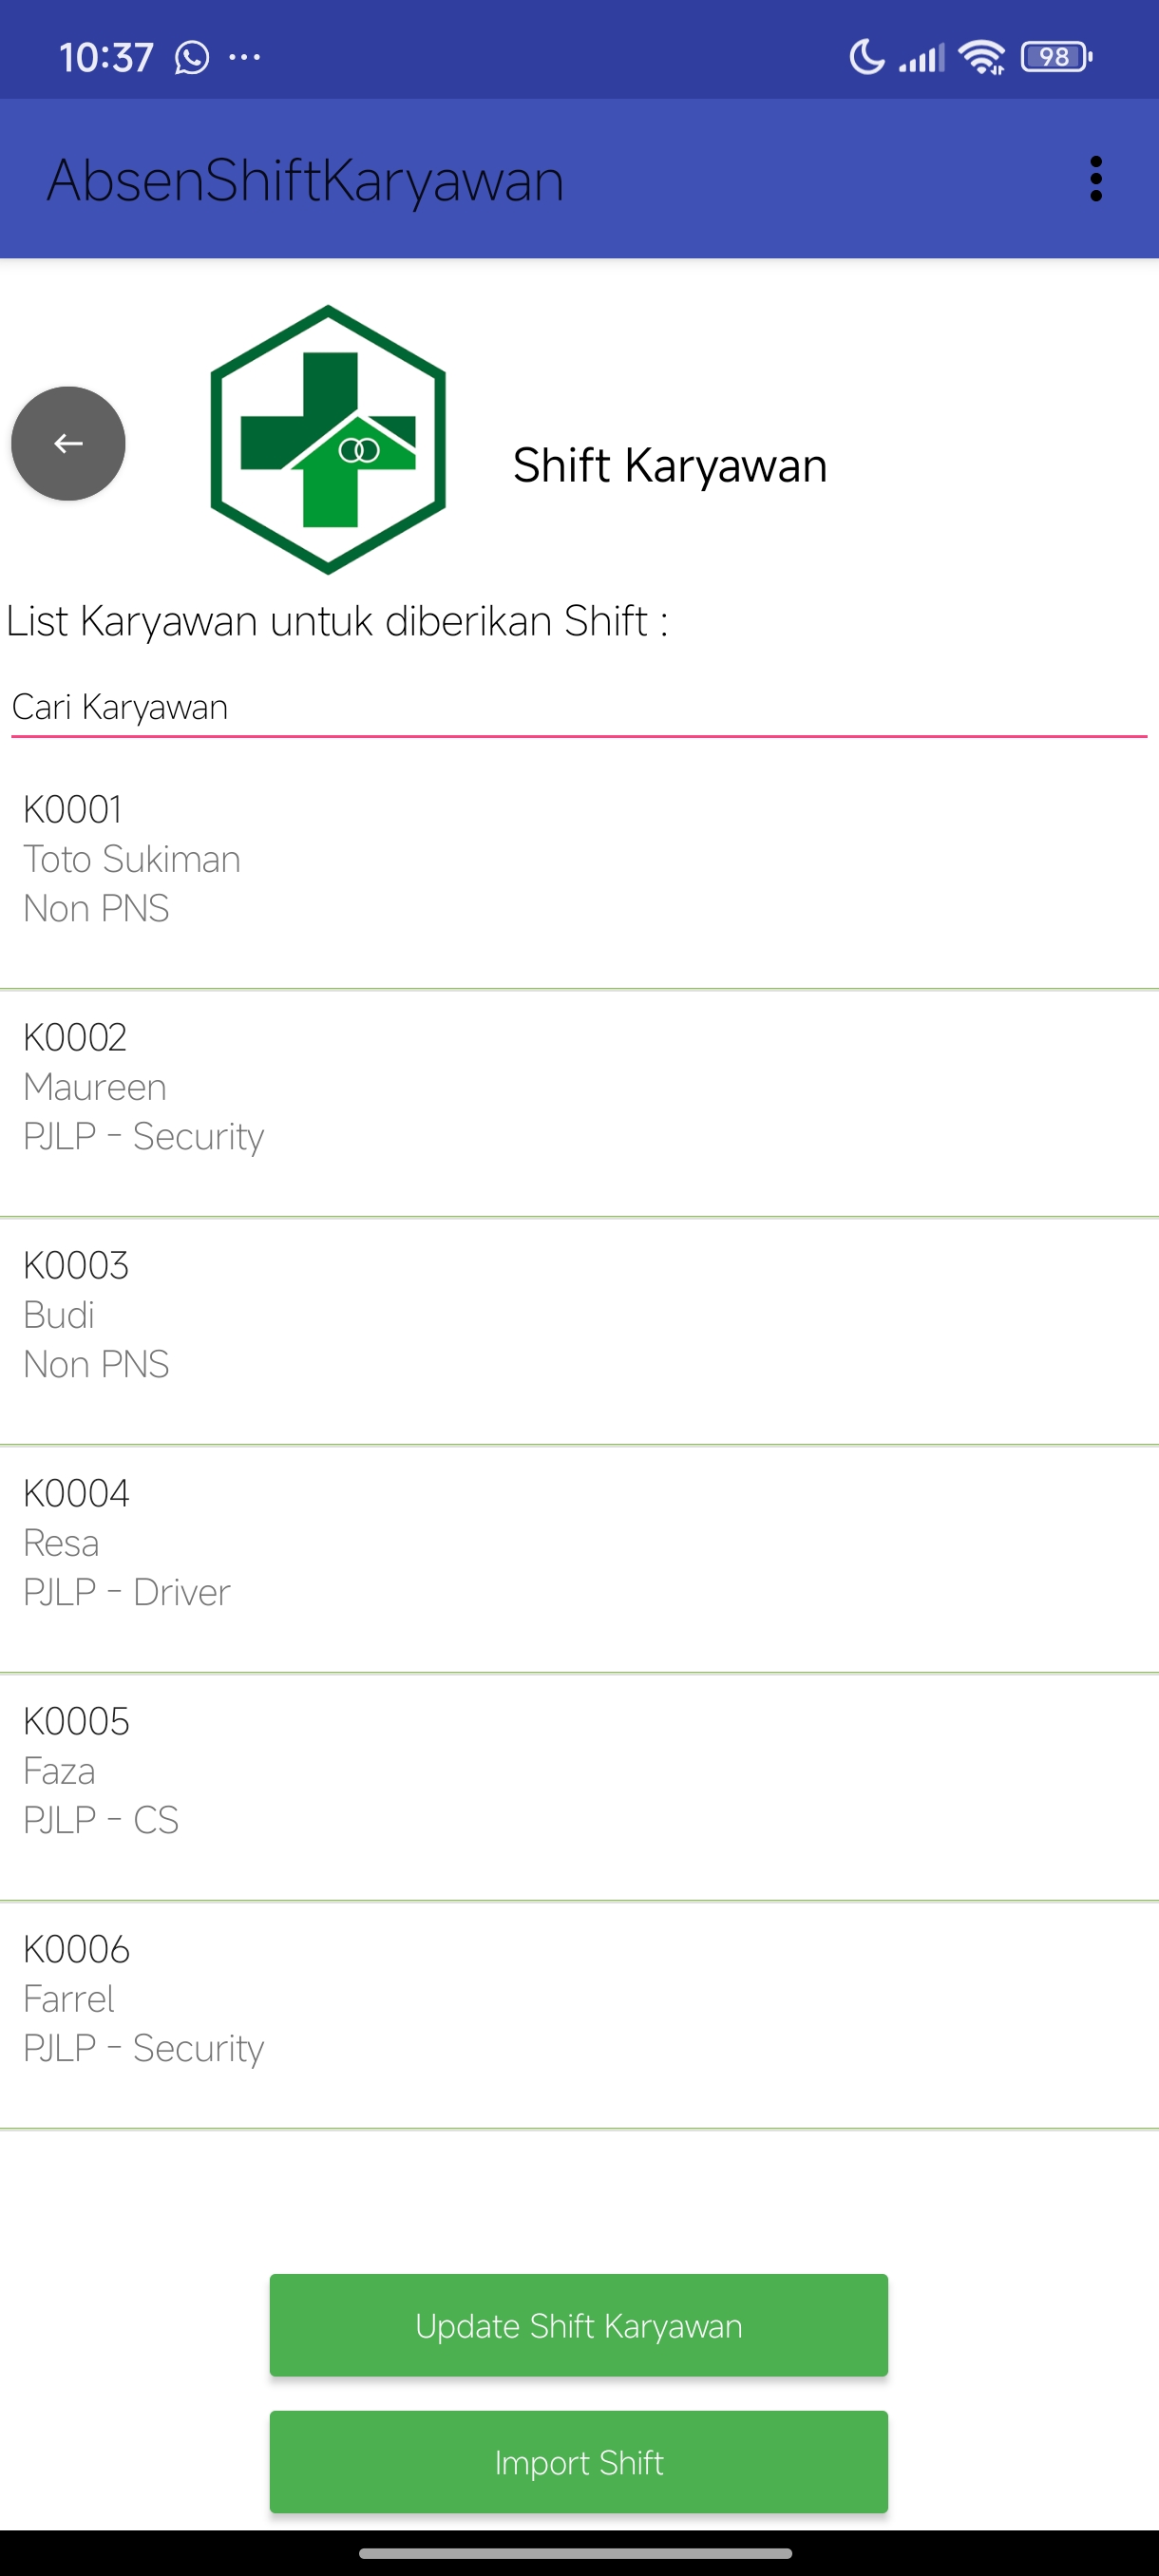 10:37
98
AbsenShiftKaryawan
Shift Karyawan
List Karyawan untuk diberikan Shift :
Cari Karyawan
K0001
Toto Sukiman
Non PNS
K0002
Maureen
PJLP - Security
K0003
Budi
Non PNS
K0004
Resa
PJLP - Driver
K0005
Faza
PJLP - CS
K0006
Farrel
PJLP - Security
Update Shift Karyawan
Import Shift